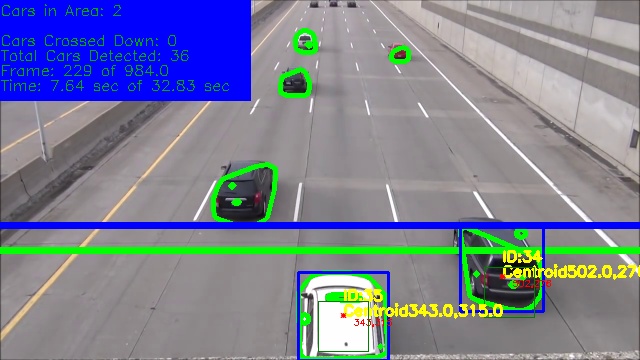 Cars in Area: 2
Cars Crossed Down: 0
Total Cars Detected: 36
Frame: 229 of 984.0
Time: 7.64 sec of 32.83 sec
ID:34
Centroid502.0,27
ID:35
Centroid343.0,315.0